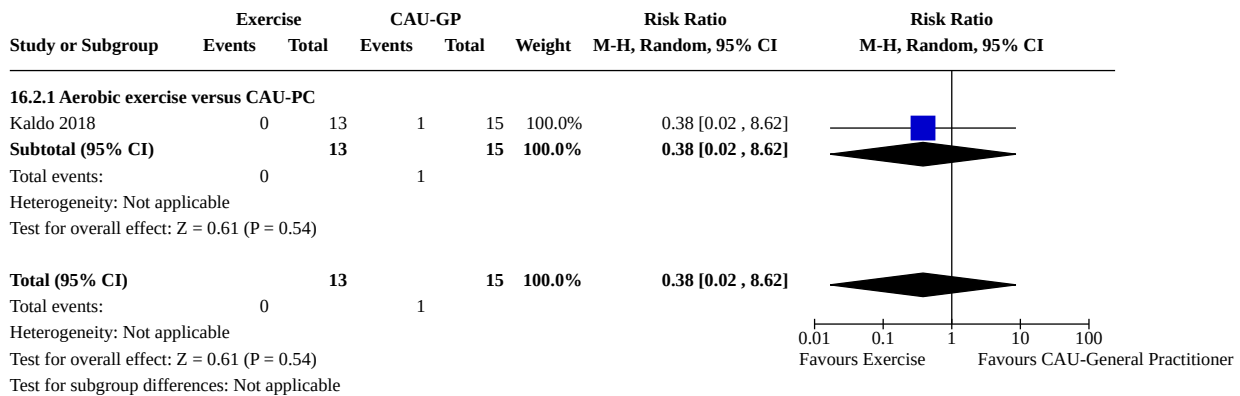 Exercise CAU-GP Risk Ratio Risk Ratio
Study or Subgroup Events Total Events Total Weight M-H, Random, 95% CI M-H, Random, 95% CI
16.2.1 Aerobic exercise versus CAU-PC
Kaldo 2018 0 13 1 15 100.0% 0.38 [0.02 , 8.62]
Subtotal (95% CI) 13 15 100.0% 0.38 [0.02 , 8.62]
Total events: 0 1
Heterogeneity: Not applicable
Test for overall effect: Z = 0.61 (P = 0.54)
Total (95% CI) 13 15 100.0% 0.38 [0.02 , 8.62]
Total events: 0 1
Heterogeneity: Not applicable
Test for overall effect: Z = 0.61 (P = 0.54)
Test for subgroup differences: Not applicable
0.01 0.1 1 10 100
Favours Exercise Favours CAU-General Practitioner